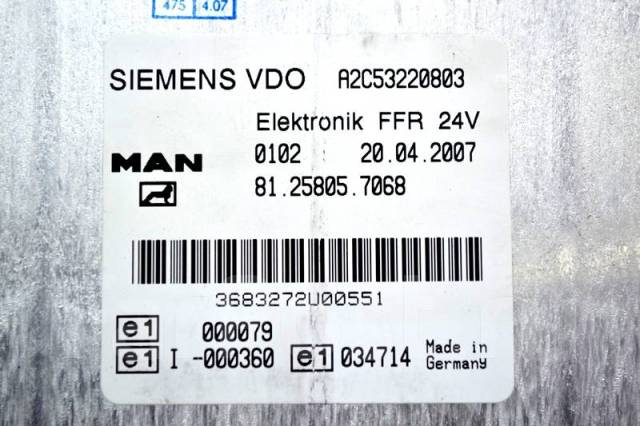 475 4.07
SIEMENS VDO A2C53220803
Elektronik FFR 24V
MAN 0102 20.04.2007
81.25805.7068
3683272U00551
e1 000079
e1 I -000360 e1 034714 Made in
Germany